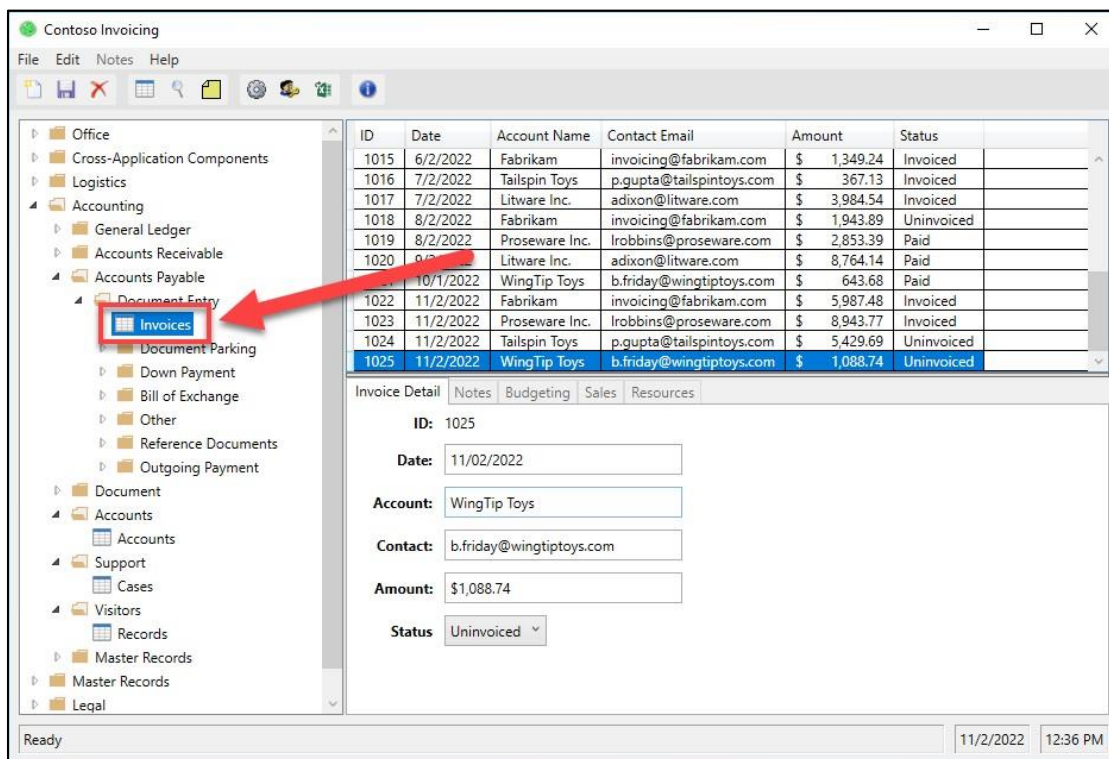 Contoso Invoicing
File Edit Notes Help
Office
Cross-Application Components
Logistics
Accounting
General Ledger
Accounts Receivable
Accounts Payable
Document Entry
Invoices
Document Parking
Down Payment
Bill of Exchange
Other
Reference Documents
Outgoing Payment
Document
Accounts
Accounts
Support
Cases
Visitors
Records
Master Records
Master Records
Legal
ID Date Account Name Contact Email Amount Status
1015 6/2/2022 Fabrikam invoicing@fabrikam.com $ 1,349.24 Invoiced
1016 7/2/2022 Tailspin Toys p.gupta@tailspintoys.com $ 367.13 Invoiced
1017 7/2/2022 Litware Inc. adixon@litware.com $ 3,984.54 Invoiced
1018 8/2/2022 Fabrikam invoicing@fabrikam.com $ 1,943.89 Uninvoiced
1019 8/2/2022 Proseware Inc. lrobbins@proseware.com $ 2,853.39 Paid
1020 Litware Inc. adixon@litware.com $ 8,764.14 Paid
10/1/2022 WingTip Toys b.friday@wingtiptoys.com $ 643.68 Paid
1022 11/2/2022 Fabrikam invoicing@fabrikam.com $ 5,987.48 Invoiced
1023 11/2/2022 Proseware Inc. lrobbins@proseware.com $ 8,943.77 Invoiced
1024 11/2/2022 Tailspin Toys p.gupta@tailspintoys.com $ 5,429.69 Uninvoiced
1025 11/2/2022 WingTip Toys b.friday@wingtiptoys.com $ 1,088.74 Uninvoiced
Invoice Detail Notes Budgeting Sales Resources
ID: 1025
Date: 11/02/2022
Account: WingTip Toys
Contact: b.friday@wingtiptoys.com
Amount: $1,088.74
Status Uninvoiced
Ready 11/2/2022 12:36 PM